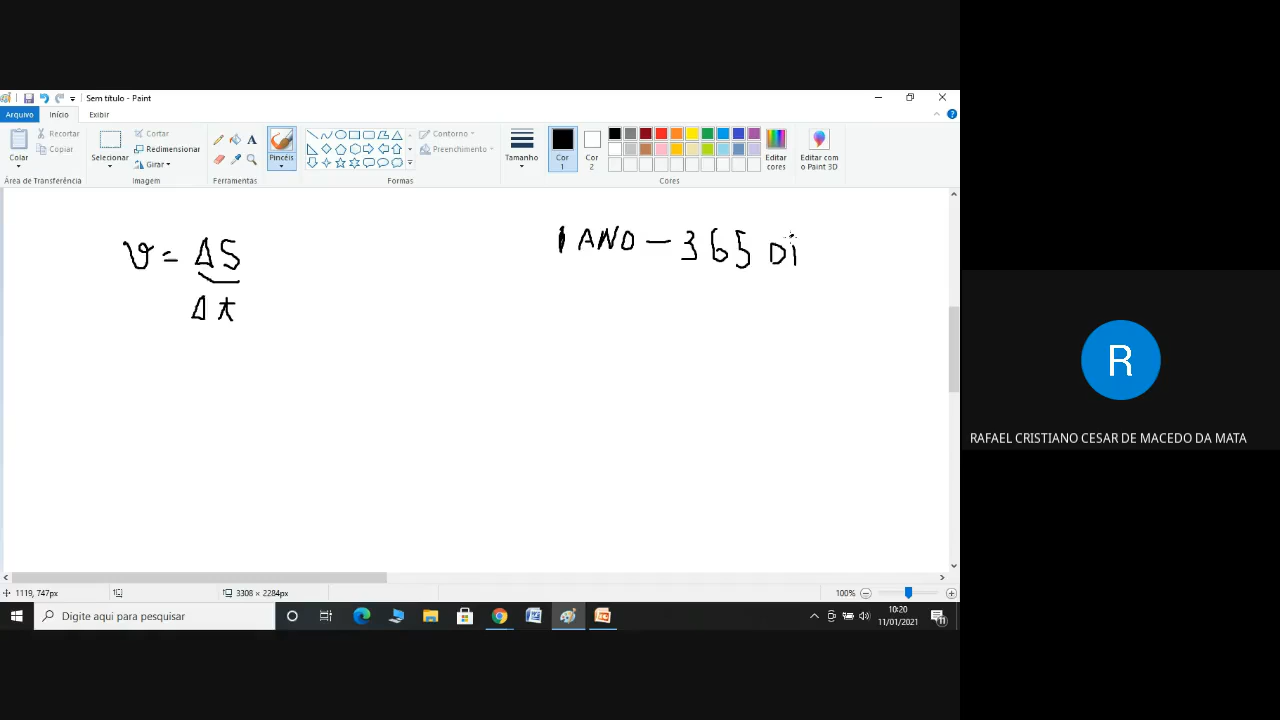 Sem título - Paint
Arquivo Início Exibir
Colar
Recortar
Copiar
Área de Transferência
Selecionar
Cortar
Redimensionar
Girar
Imagem
Ferramentas
Pincéis
Contorno
Preenchimento
Formas
Tamanho
Cor 1
Cor 2
Editar cores
Cores
Editar com o Paint 3D
v = ΔS
Δt
1 ANO — 365 Di
R
RAFAEL CRISTIANO CESAR DE MACEDO DA MATA
1119, 747px
3308 × 2284px
100%
Digite aqui para pesquisar
10:20
11/01/2021
11